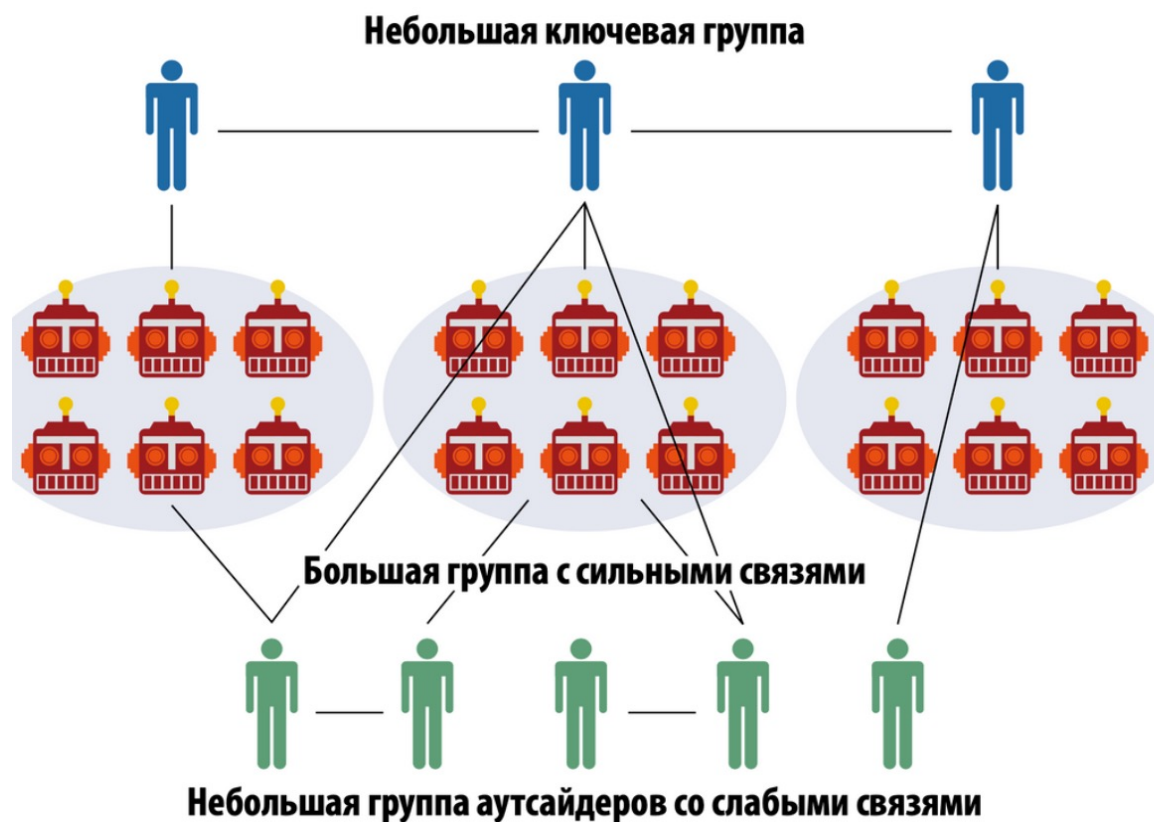 Небольшая ключевая группа
Большая группа с сильными связями
Небольшая группа аутсайдеров со слабыми связями